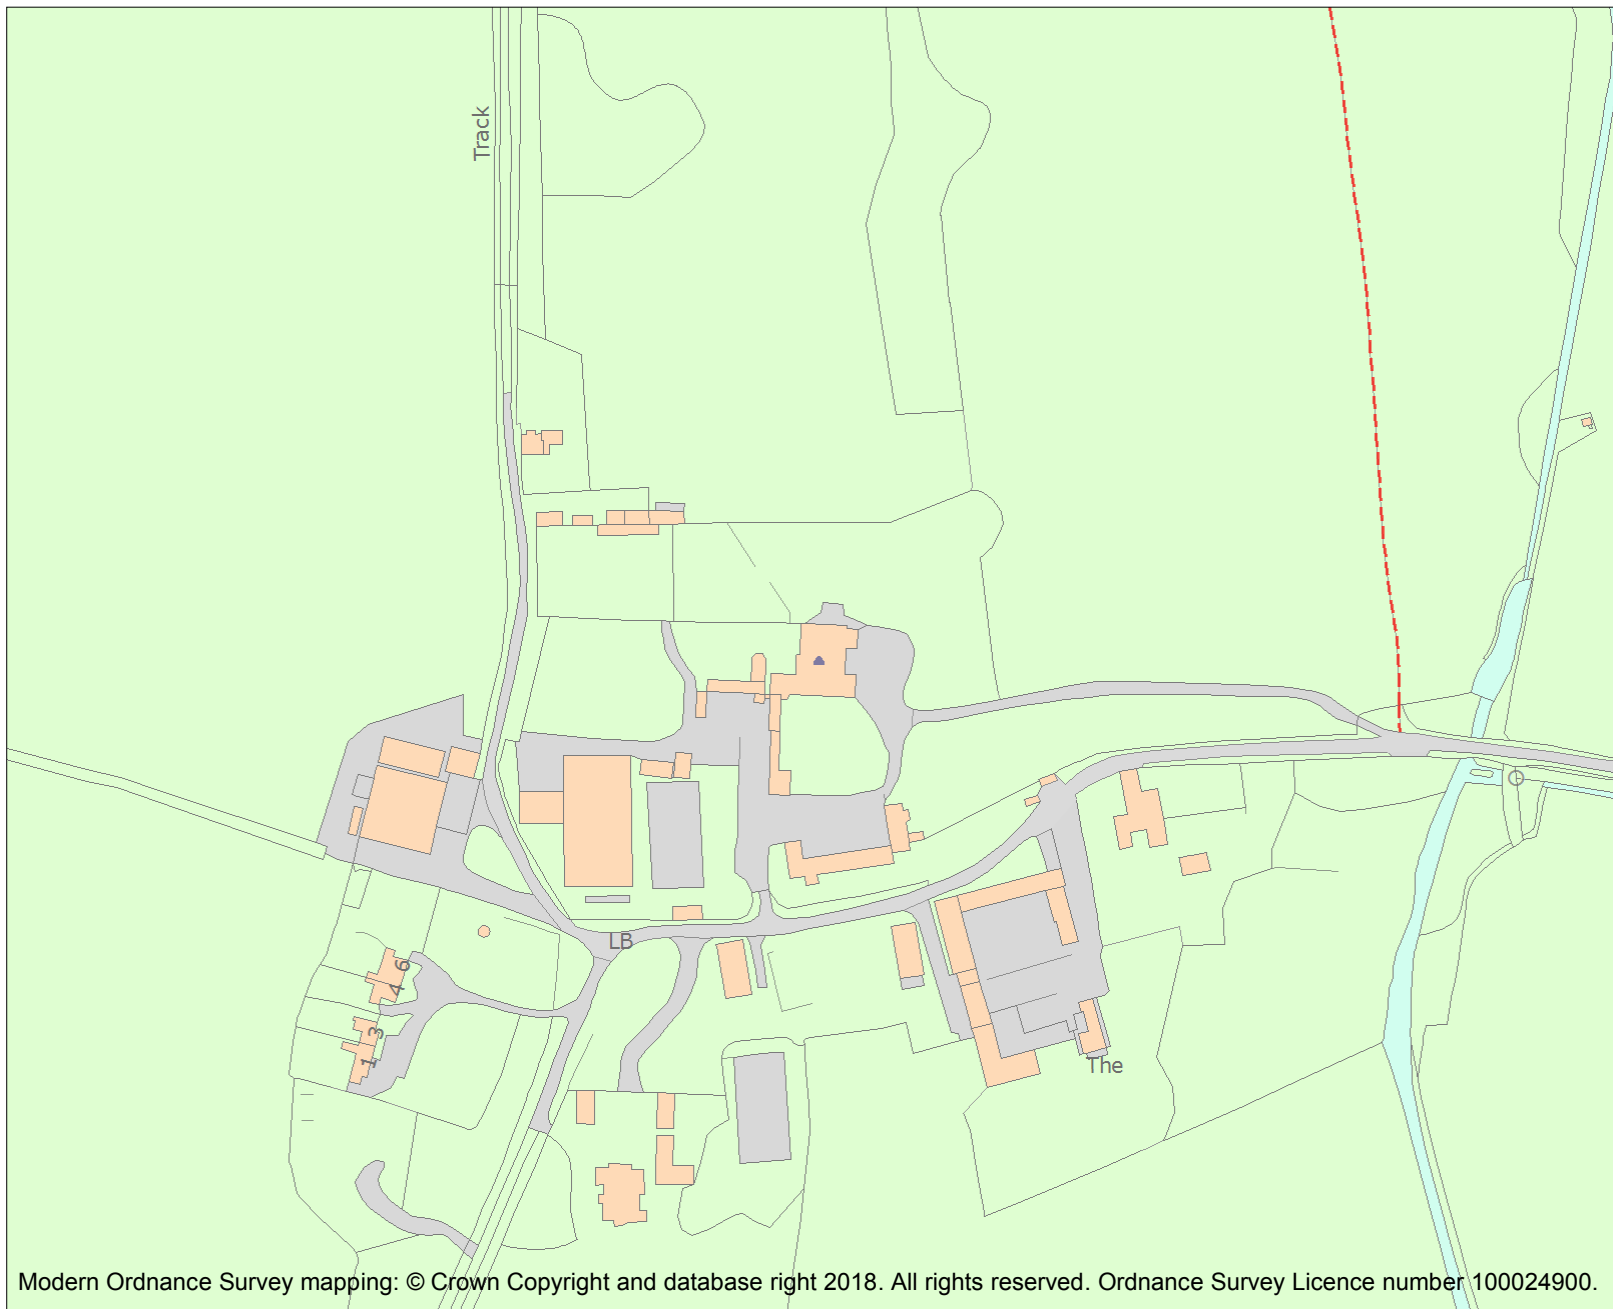 Track
LB
6
4
3
1
The
Modern Ordnance Survey mapping: © Crown Copyright and database right 2018. All rights reserved. Ordnance Survey Licence number 100024900.